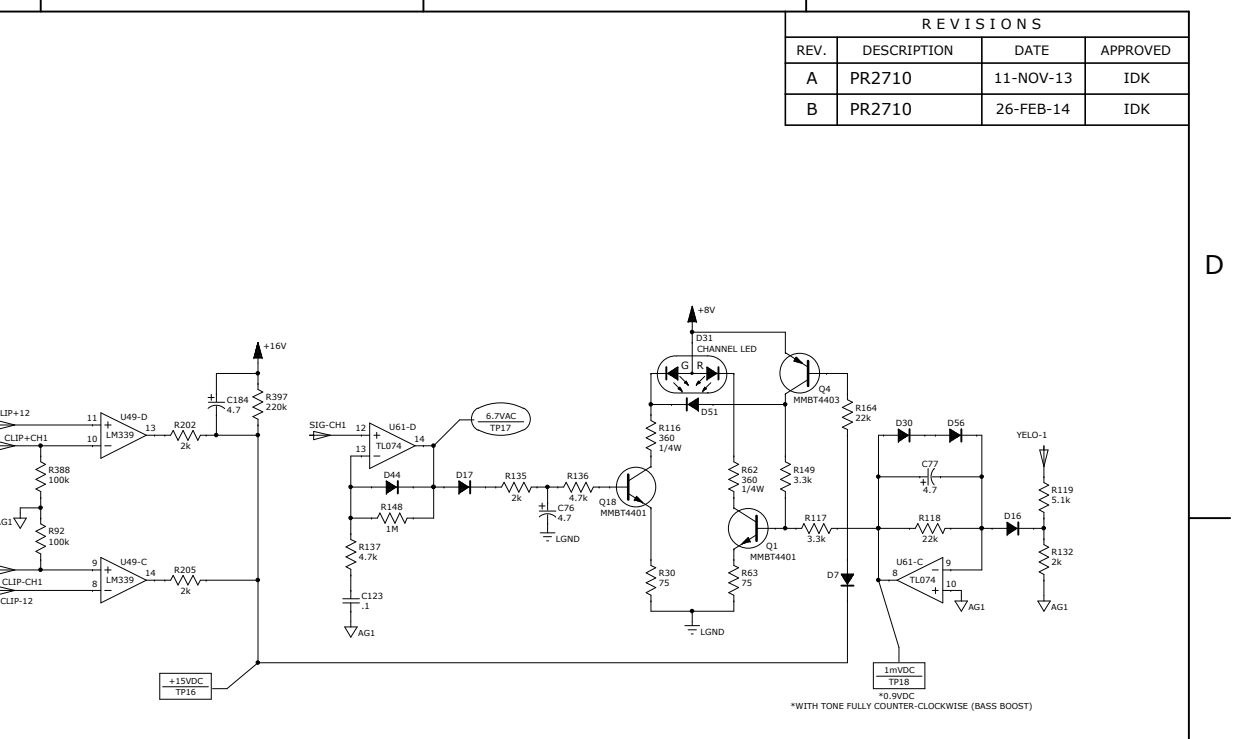 REVISIONS
REV. DESCRIPTION DATE APPROVED
A PR2710 11-NOV-13 IDK
B PR2710 26-FEB-14 IDK
D
+8V
D31
CHANNEL LED
G R
+16V
C184
4.7
R397
220k
LIP+12
11
U49-D
13
LM339
R202
2k
CLIP+CH1
10
R388
100k
AG1
R92
100k
9
U49-C
14
LM339
R205
2k
CLIP-CH1
8
CLIP-12
+15VDC
TP16
SIG-CH1
12
U61-D
14
TL074
13
6.7VAC
TP17
D44
R148
1M
R137
4.7k
C123
.1
AG1
D17
R135
2k
R136
4.7k
C76
4.7
LGND
Q18
MMBT4401
R116
360
1/4W
D51
Q4
MMBT4403
R164
22k
R62
360
1/4W
R149
3.3k
Q1
MMBT4401
R117
3.3k
R30
75
R63
75
LGND
D7
D30
D56
C77
4.7
R118
22k
D16
YELO-1
R119
5.1k
R132
2k
AG1
U61-C
8
TL074
9
10
AG1
1mVDC
TP18
*0.9VDC
*WITH TONE FULLY COUNTER-CLOCKWISE (BASS BOOST)